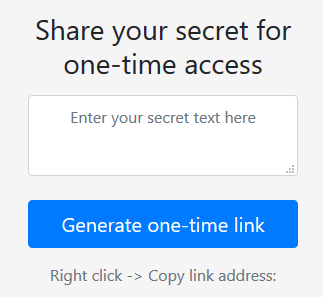 Share your secret for
one-time access
Enter your secret text here
Generate one-time link
Right click -> Copy link address: